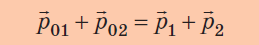 p⃗₀₁ + p⃗₀₂ = p⃗₁ + p⃗₂